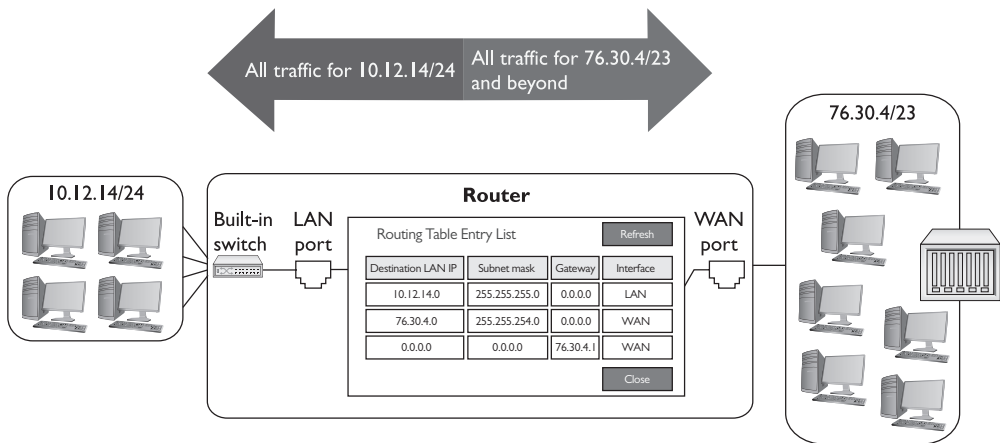 All traffic for 10.12.14/24
All traffic for 76.30.4/23
and beyond
76.30.4/23
10.12.14/24
Router
Built-in
switch
LAN
port
WAN
port
Routing Table Entry List
Refresh
Destination LAN IP Subnet mask Gateway Interface
10.12.14.0 255.255.255.0 0.0.0.0 LAN
76.30.4.0 255.255.254.0 0.0.0.0 WAN
0.0.0.0 0.0.0.0 76.30.4.1 WAN
Close